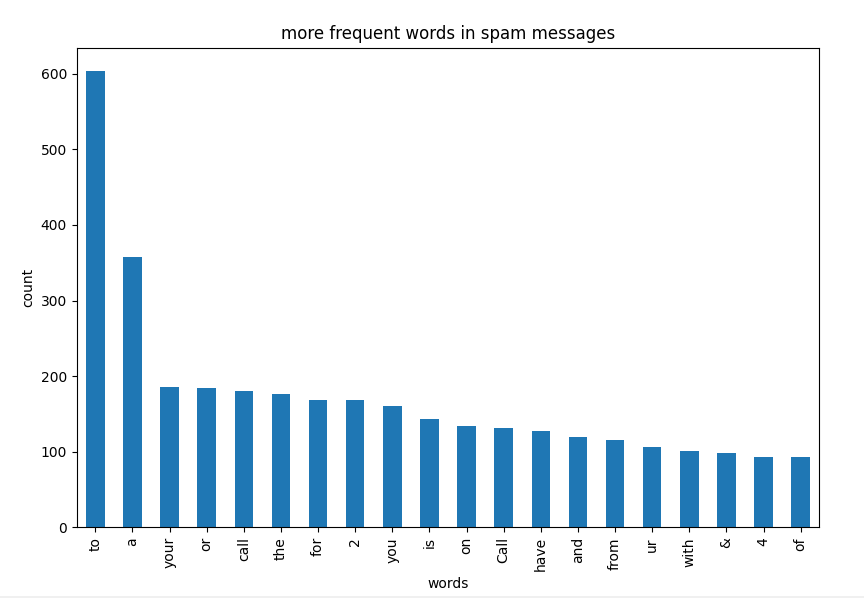 more frequent words in spam messages
600
500
400
300
200
100
0
count
to
a
your
or
call
the
for
2
you
is
on
Call
have
and
from
ur
with
&
4
of
words